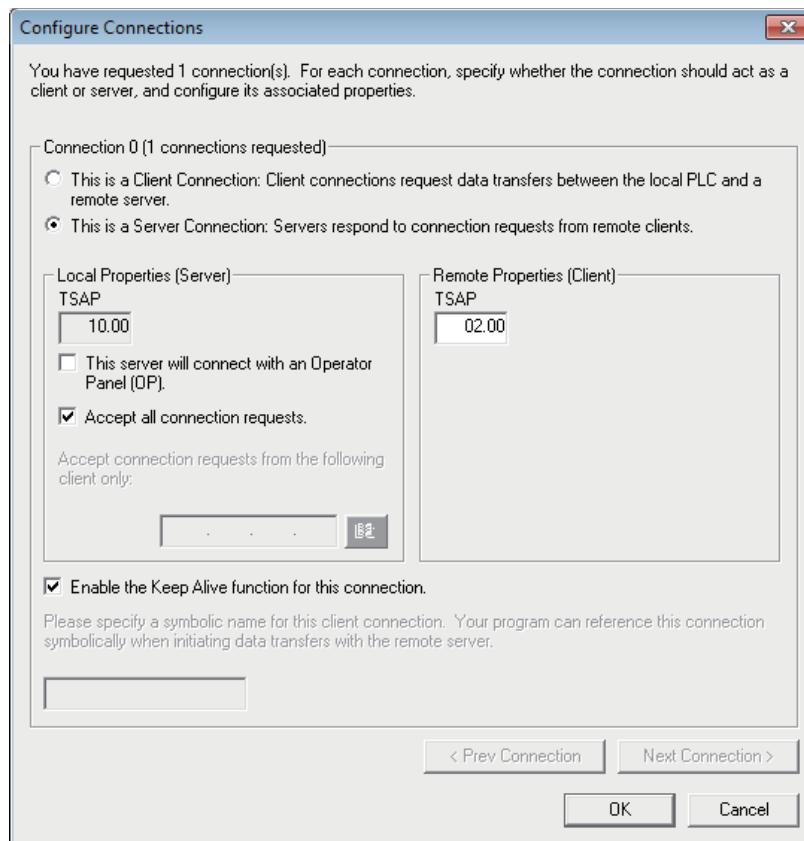 Configure Connections
You have requested 1 connection(s).  For each connection, specify whether the connection should act as a
client or server, and configure its associated properties.
Connection 0 (1 connections requested)
This is a Client Connection: Client connections request data transfers between the local PLC and a
remote server.
This is a Server Connection: Servers respond to connection requests from remote clients.
Local Properties (Server)
TSAP
10.00
This server will connect with an Operator
Panel (OP).
Accept all connection requests.
Accept connection requests from the following
client only:
. . .
Remote Properties (Client)
TSAP
02.00
Enable the Keep Alive function for this connection.
Please specify a symbolic name for this client connection.  Your program can reference this connection
symbolically when initiating data transfers with the remote server.
< Prev Connection
Next Connection >
OK
Cancel